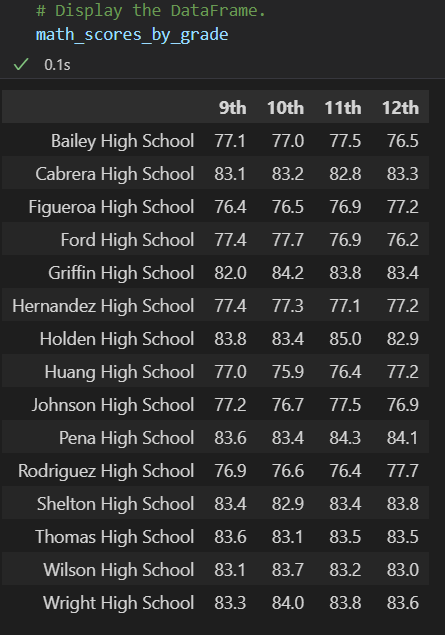 # Display the DataFrame.
math_scores_by_grade
✓ 0.1s
9th 10th 11th 12th
Bailey High School 77.1 77.0 77.5 76.5
Cabrera High School 83.1 83.2 82.8 83.3
Figueroa High School 76.4 76.5 76.9 77.2
Ford High School 77.4 77.7 76.9 76.2
Griffin High School 82.0 84.2 83.8 83.4
Hernandez High School 77.4 77.3 77.1 77.2
Holden High School 83.8 83.4 85.0 82.9
Huang High School 77.0 75.9 76.4 77.2
Johnson High School 77.2 76.7 77.5 76.9
Pena High School 83.6 83.4 84.3 84.1
Rodriguez High School 76.9 76.6 76.4 77.7
Shelton High School 83.4 82.9 83.4 83.8
Thomas High School 83.6 83.1 83.5 83.5
Wilson High School 83.1 83.7 83.2 83.0
Wright High School 83.3 84.0 83.8 83.6